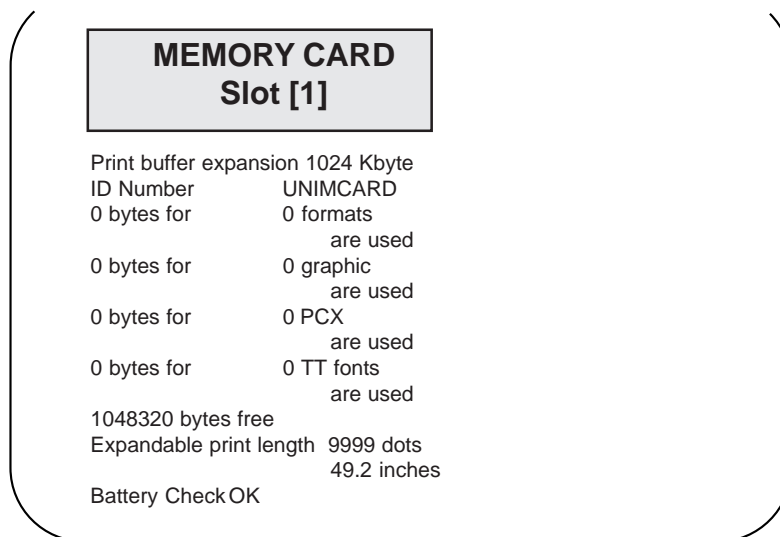 MEMORY CARD
Slot [1]
Print buffer expansion 1024 Kbyte
ID Number UNIMCARD
0 bytes for 0 formats
are used
0 bytes for 0 graphic
are used
0 bytes for 0 PCX
are used
0 bytes for 0 TT fonts
are used
1048320 bytes free
Expandable print length 9999 dots
49.2 inches
Battery Check OK